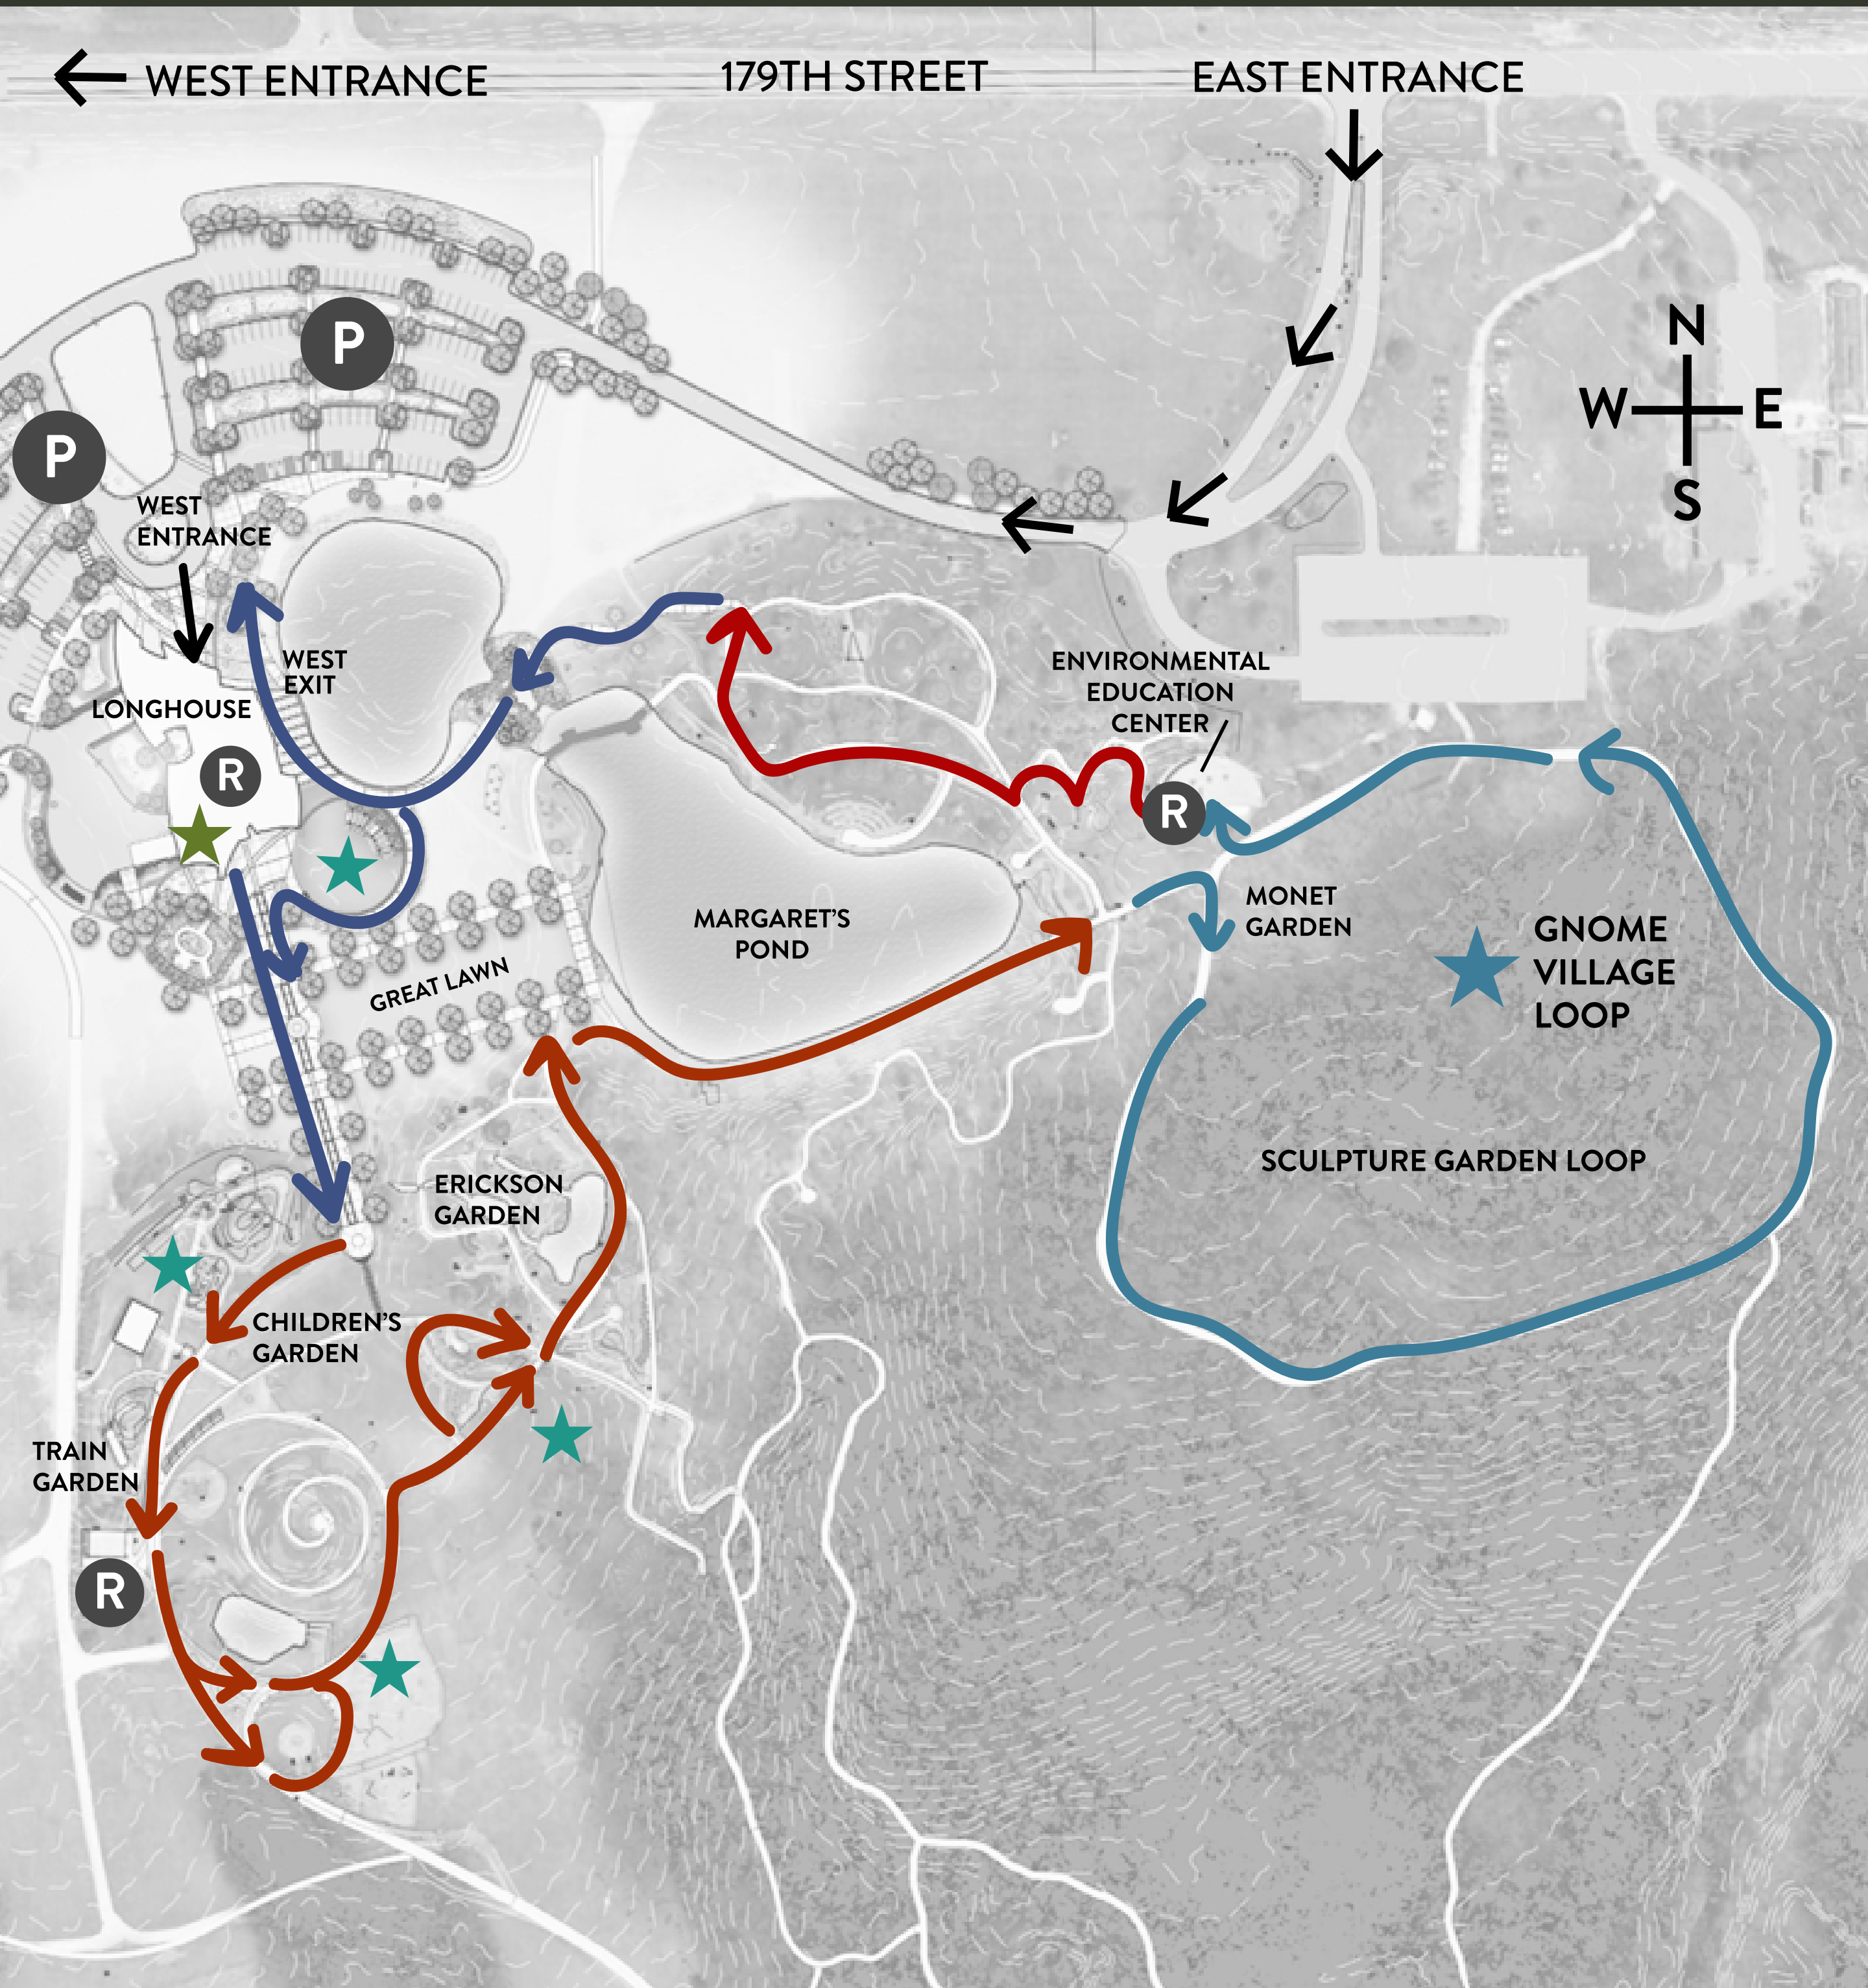 WEST ENTRANCE
179TH STREET
EAST ENTRANCE
N
W
E
S
P
P
WEST
ENTRANCE
WEST
EXIT
LONGHOUSE
R
ENVIRONMENTAL
EDUCATION
CENTER
R
MONET
GARDEN
MARGARET'S
POND
GREAT LAWN
GNOME
VILLAGE
LOOP
SCULPTURE GARDEN LOOP
ERICKSON
GARDEN
CHILDREN'S
GARDEN
TRAIN
GARDEN
R